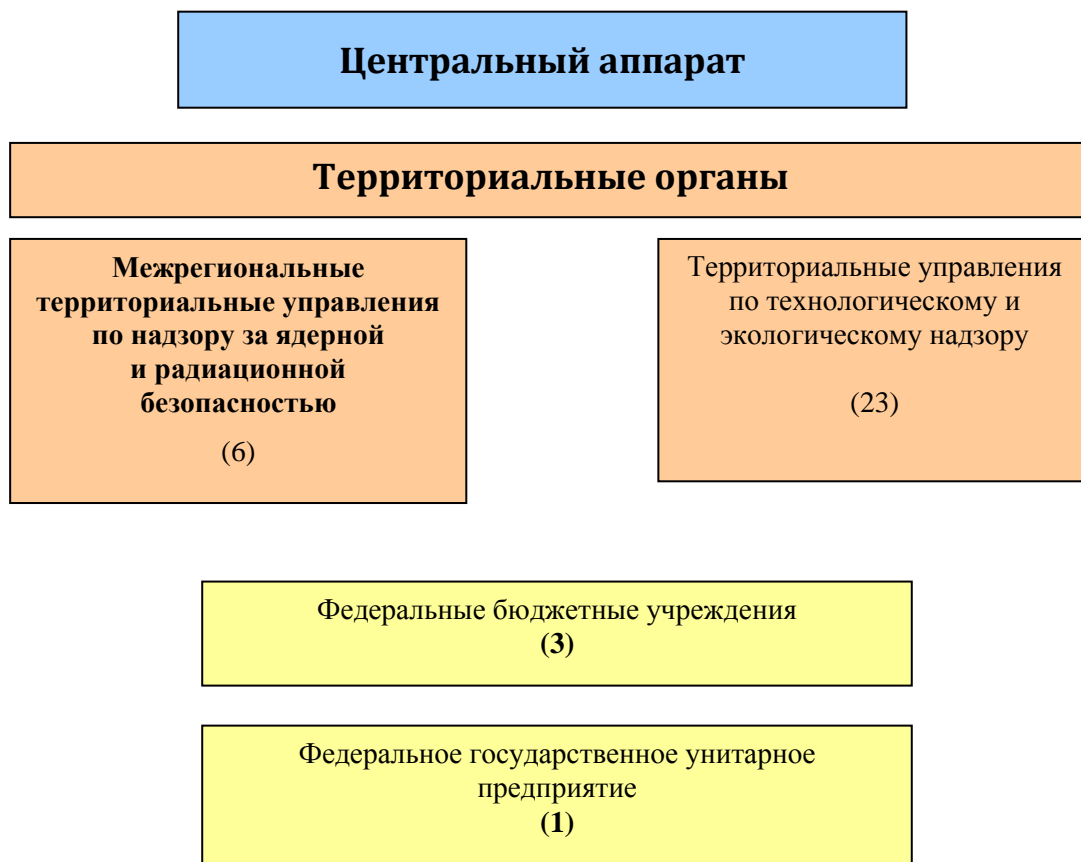 Центральный аппарат
Территориальные органы
Межрегиональные
территориальные управления
по надзору за ядерной
и радиационной
безопасностью
(6)
Территориальные управления
по технологическому и
экологическому надзору
(23)
Федеральные бюджетные учреждения
(3)
Федеральное государственное унитарное
предприятие
(1)